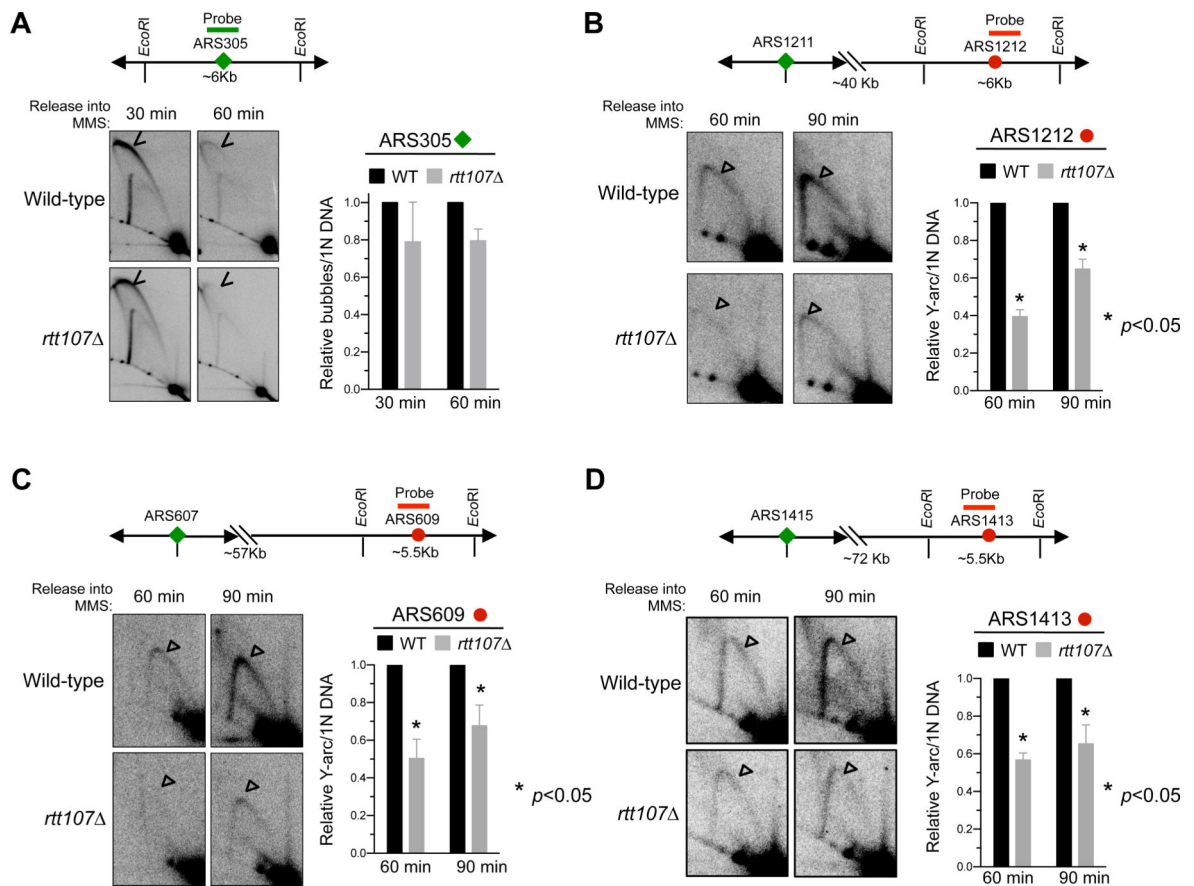 A
EcoRI
Probe
ARS305
EcoRI
~6Kb
Release into
MMS:
30 min
60 min
Wild-type
rtt107Δ
ARS305
WT
rtt107Δ
Relative bubbles/1N DNA
1.0
0.8
0.6
0.4
0.2
0.0
30 min
60 min
B
ARS1211
EcoRI
Probe
ARS1212
EcoRI
~40 Kb
~6Kb
Release into
MMS:
60 min
90 min
Wild-type
rtt107Δ
ARS1212
WT
rtt107Δ
Relative Y-arc/1N DNA
1.0
0.8
0.6
0.4
0.2
0.0
*
*
60 min
90 min
* p<0.05
C
ARS607
EcoRI
Probe
ARS609
EcoRI
~57Kb
~5.5Kb
Release into
MMS:
60 min
90 min
Wild-type
rtt107Δ
ARS609
WT
rtt107Δ
Relative Y-arc/1N DNA
1.0
0.8
0.6
0.4
0.2
0.0
*
*
60 min
90 min
* p<0.05
D
ARS1415
EcoRI
Probe
ARS1413
EcoRI
~72 Kb
~5.5Kb
Release into
MMS:
60 min
90 min
Wild-type
rtt107Δ
ARS1413
WT
rtt107Δ
Relative Y-arc/1N DNA
1.0
0.8
0.6
0.4
0.2
0.0
*
*
60 min
90 min
* p<0.05